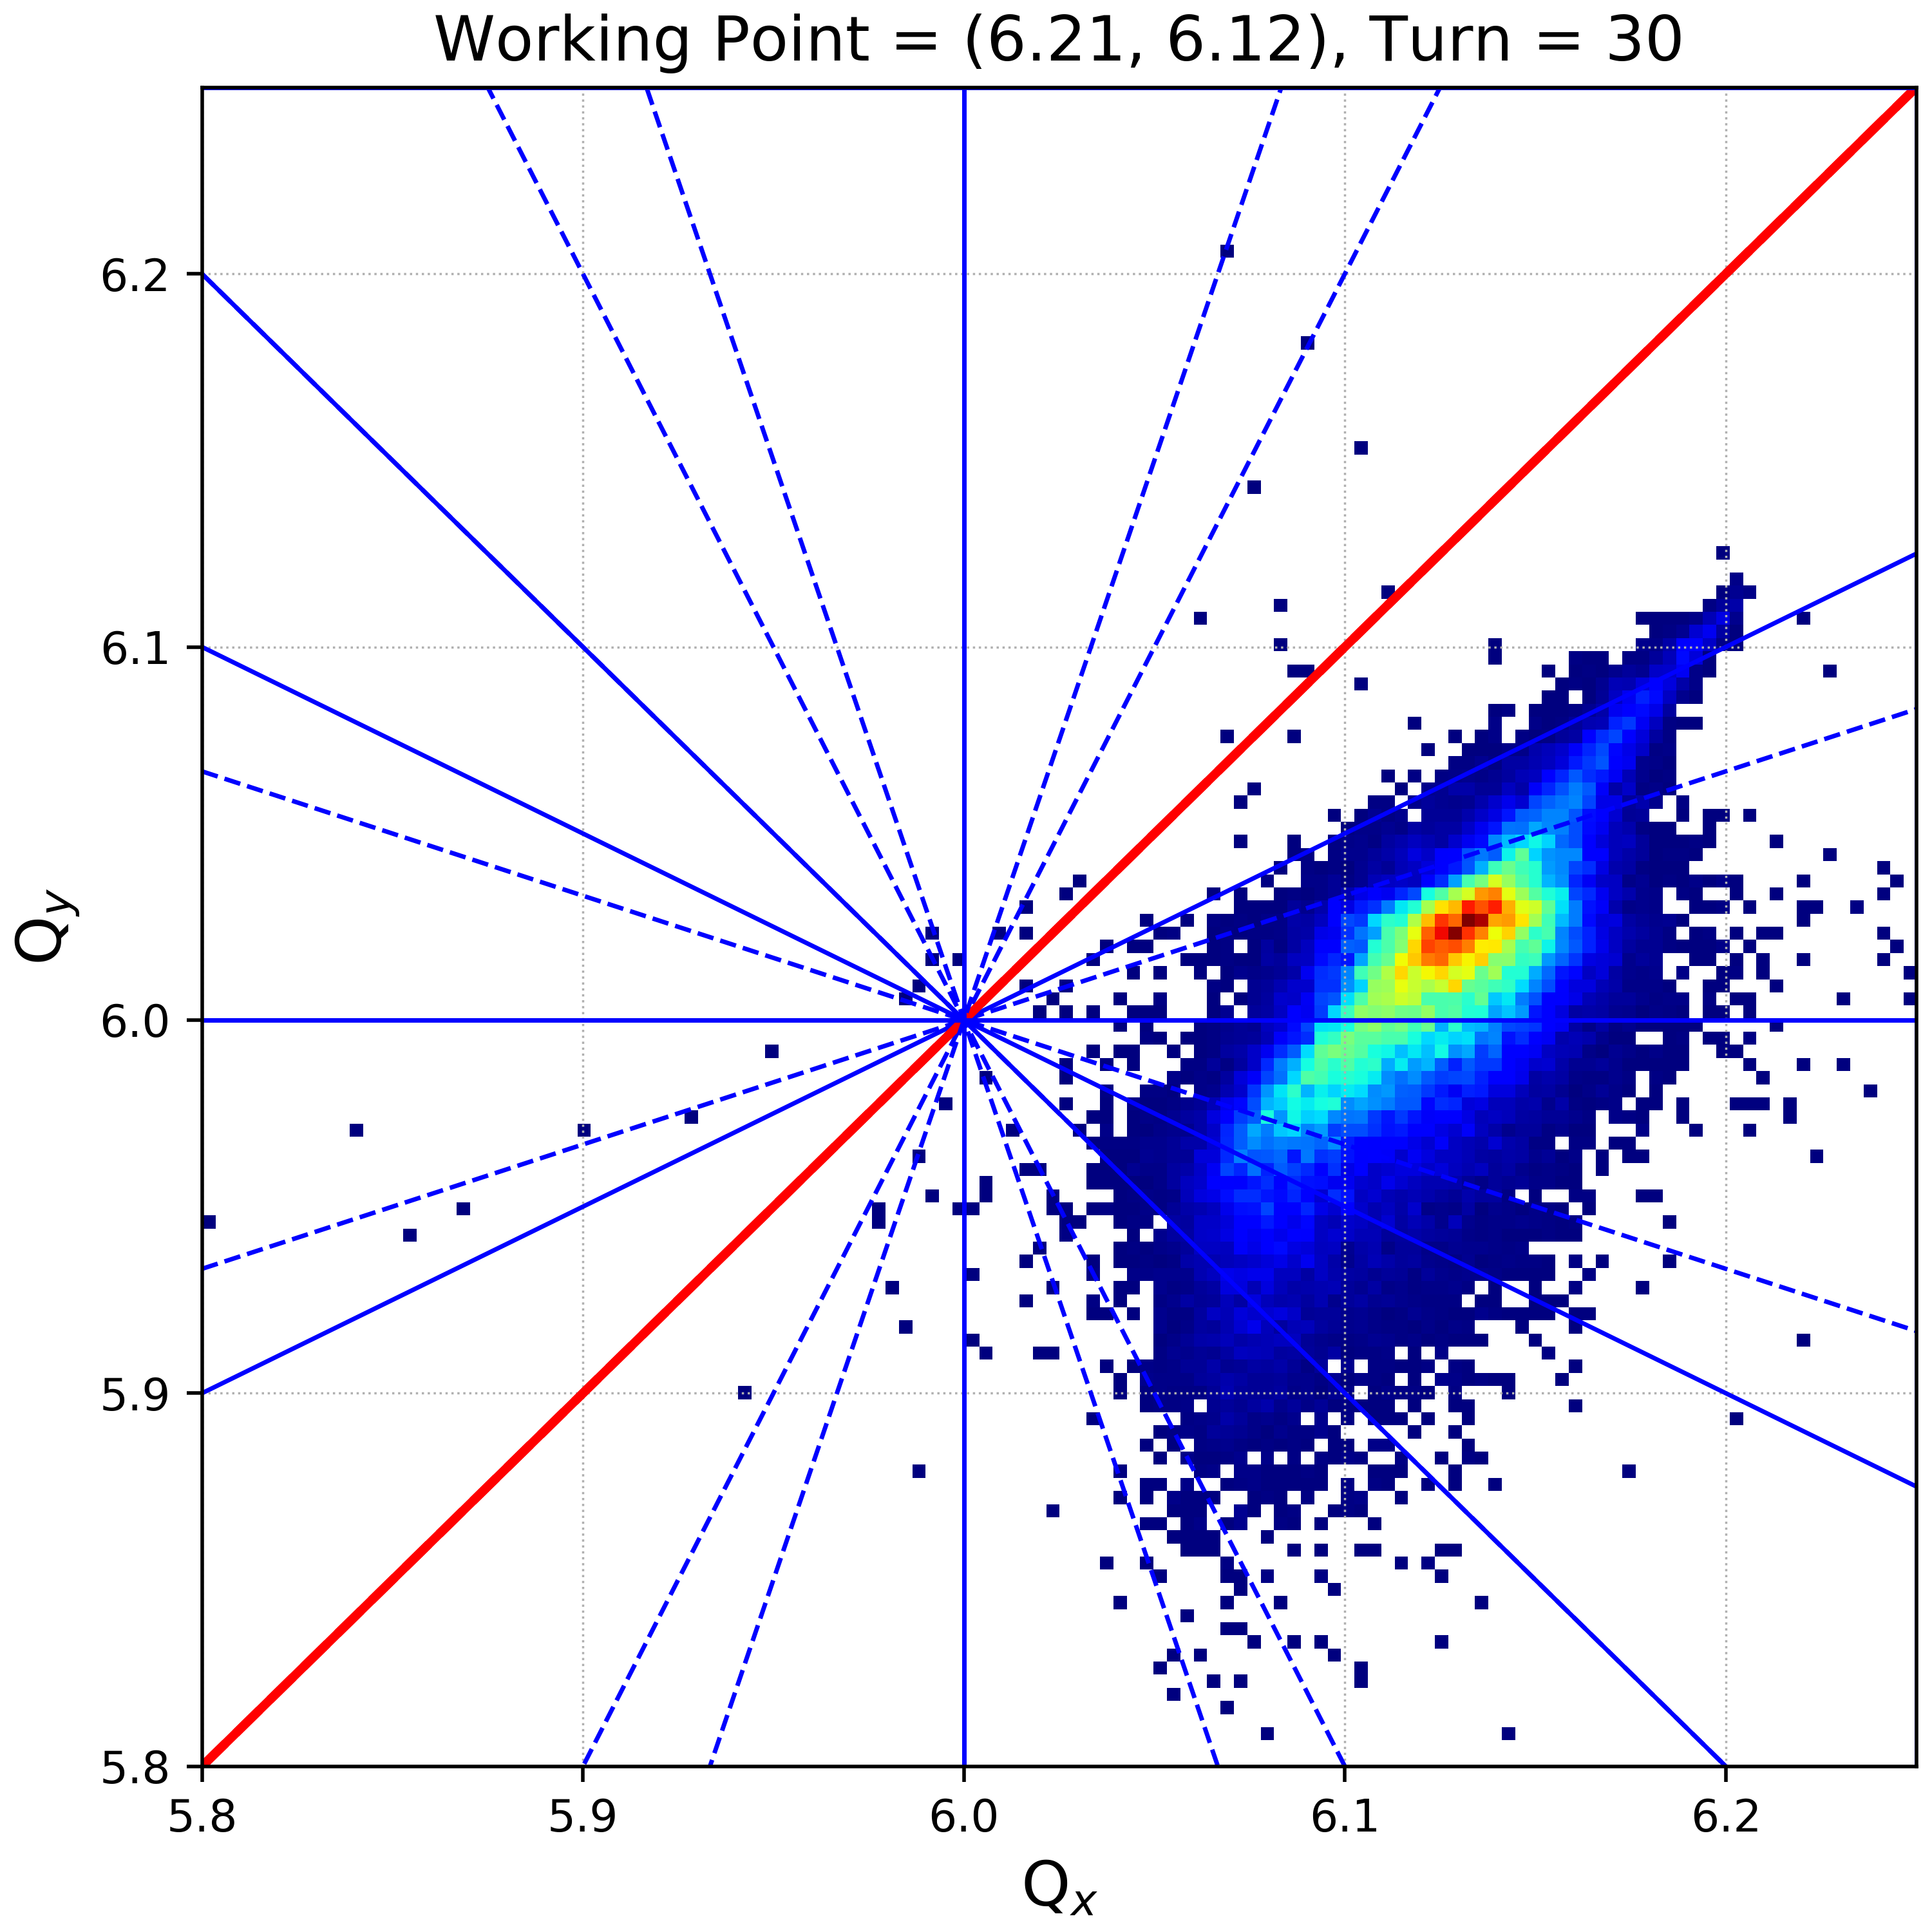 Working Point = (6.21, 6.12), Turn = 30
6.2
6.1
6.0
5.9
5.8
Qy
5.8 5.9 6.0 6.1 6.2
Qx